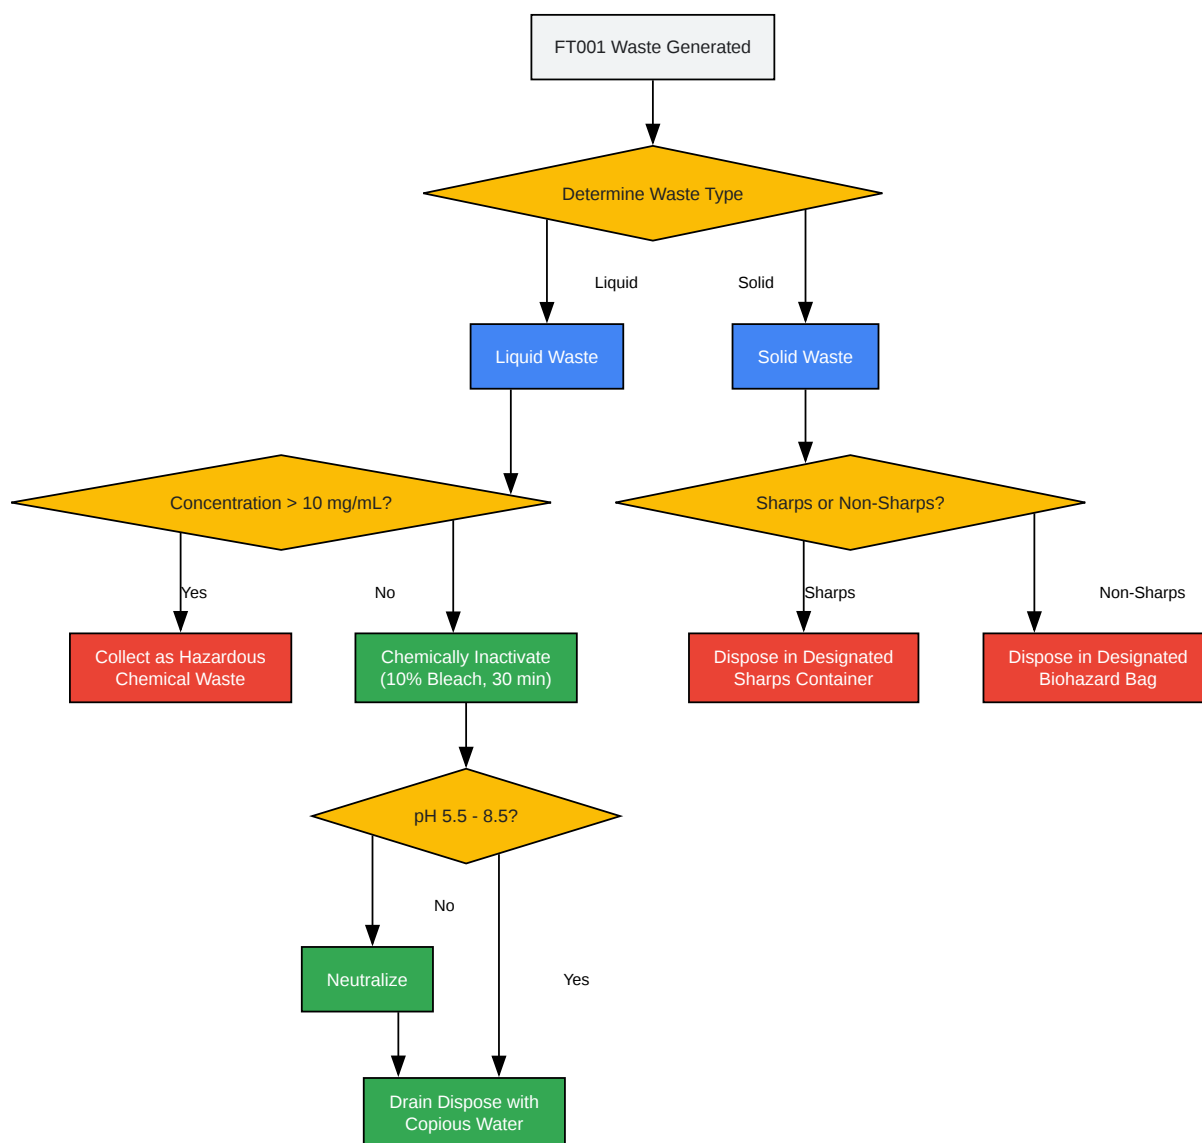 FT001 Waste Generated
Determine Waste Type
Liquid
Solid
Liquid Waste
Solid Waste
Concentration > 10 mg/mL?
Sharps or Non-Sharps?
Yes
No
Sharps
Non-Sharps
Collect as Hazardous
Chemical Waste
Chemically Inactivate
(10% Bleach, 30 min)
Dispose in Designated
Sharps Container
Dispose in Designated
Biohazard Bag
pH 5.5 - 8.5?
No
Neutralize
Yes
Drain Dispose with
Copious Water